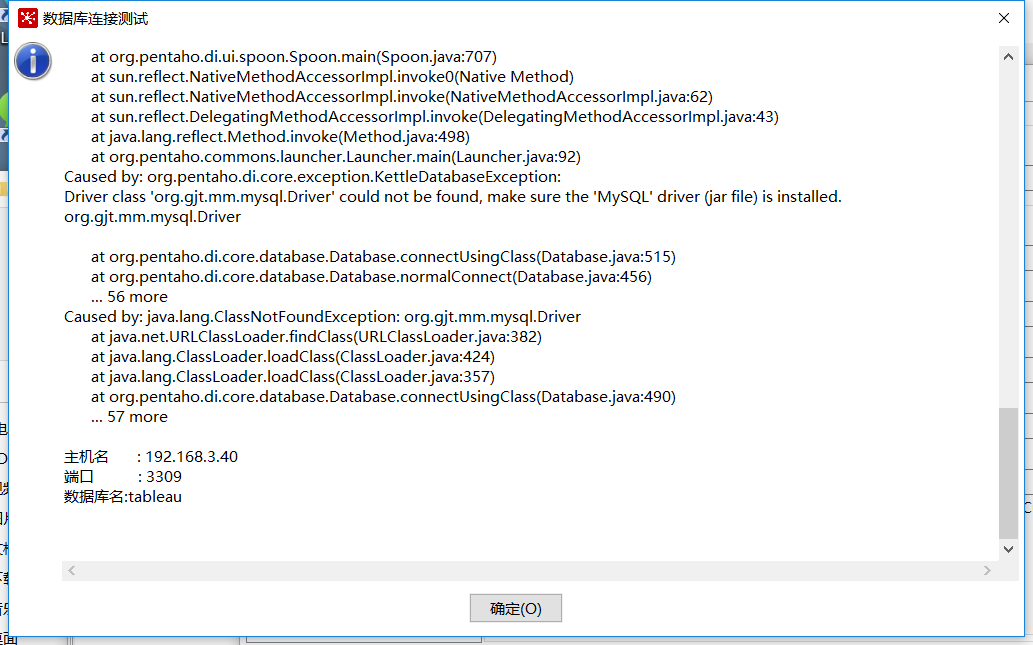 数据库连接测试
at org.pentaho.di.ui.spoon.Spoon.main(Spoon.java:707)
at sun.reflect.NativeMethodAccessorImpl.invoke0(Native Method)
at sun.reflect.NativeMethodAccessorImpl.invoke(NativeMethodAccessorImpl.java:62)
at sun.reflect.DelegatingMethodAccessorImpl.invoke(DelegatingMethodAccessorImpl.java:43)
at java.lang.reflect.Method.invoke(Method.java:498)
at org.pentaho.commons.launcher.Launcher.main(Launcher.java:92)
Caused by: org.pentaho.di.core.exception.KettleDatabaseException:
Driver class 'org.gjt.mm.mysql.Driver' could not be found, make sure the 'MySQL' driver (jar file) is installed.
org.gjt.mm.mysql.Driver
at org.pentaho.di.core.database.Database.connectUsingClass(Database.java:515)
at org.pentaho.di.core.database.Database.normalConnect(Database.java:456)
... 56 more
Caused by: java.lang.ClassNotFoundException: org.gjt.mm.mysql.Driver
at java.net.URLClassLoader.findClass(URLClassLoader.java:382)
at java.lang.ClassLoader.loadClass(ClassLoader.java:424)
at java.lang.ClassLoader.loadClass(ClassLoader.java:357)
at org.pentaho.di.core.database.Database.connectUsingClass(Database.java:490)
... 57 more
主机名 : 192.168.3.40
端口 : 3309
数据库名:tableau
确定(O)